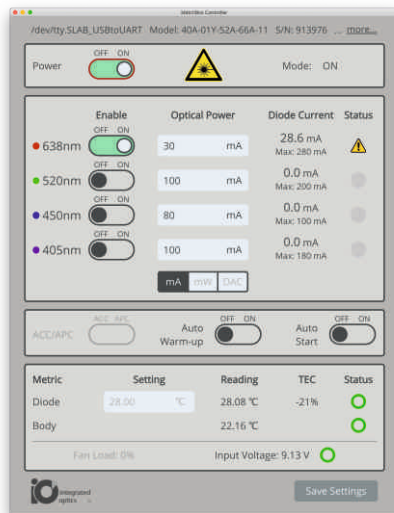 MatchBox Controller
/dev/tty.SLAB_USBtoUART Model: 40A-01Y-52A-66A-11 S/N: 913976 ... more...
Power OFF ON Mode: ON
Enable Optical Power Diode Current Status
OFF ON
638nm 30 mA 28.6 mA
Max: 280 mA
OFF ON
520nm 100 mA 0.0 mA
Max: 200 mA
OFF ON
450nm 80 mA 0.0 mA
Max: 100 mA
OFF ON
405nm 100 mA 0.0 mA
Max: 180 mA
mA mW DAC
ACC APC OFF ON OFF ON
ACC/APC Auto Warm-up Auto Start
Metric Setting Reading TEC Status
Diode 28.00 °C 28.08 °C -21%
Body 22.16 °C
Fan Load: 0% Input Voltage: 9.13 V
iO integrated optics Save Settings